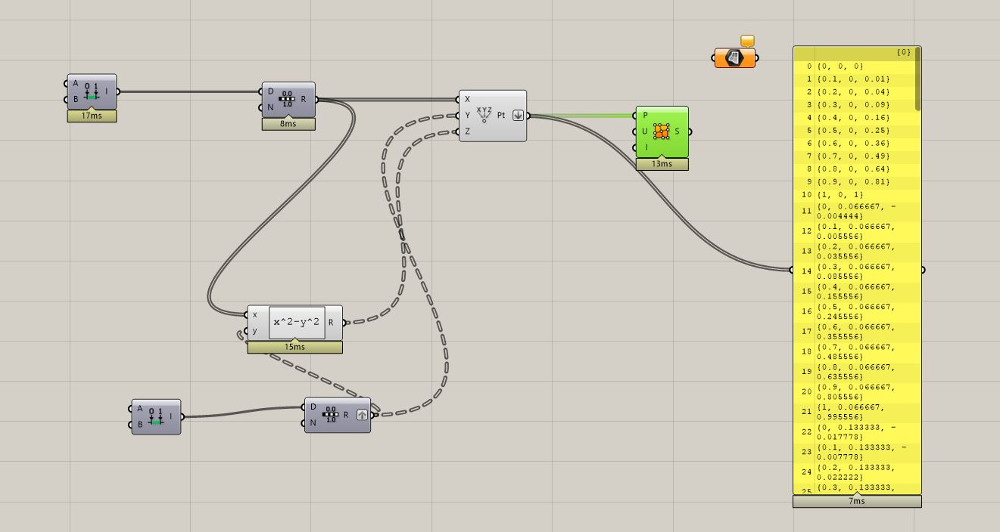 A
B
0 1
I
17ms
D
N
0.0
1.0
R
8ms
X
Y
Z
XYZ
Pt
P
U
I
S
13ms
x
y
x^2-y^2
R
15ms
A
B
0 1
I
D
N
0.0
1.0
R
{0}
0 {0, 0, 0}
1 {0.1, 0, 0.01}
2 {0.2, 0, 0.04}
3 {0.3, 0, 0.09}
4 {0.4, 0, 0.16}
5 {0.5, 0, 0.25}
6 {0.6, 0, 0.36}
7 {0.7, 0, 0.49}
8 {0.8, 0, 0.64}
9 {0.9, 0, 0.81}
10 {1, 0, 1}
11 {0, 0.066667, -
0.004444}
12 {0.1, 0.066667,
0.005556}
13 {0.2, 0.066667,
0.035556}
14 {0.3, 0.066667,
0.085556}
15 {0.4, 0.066667,
0.155556}
16 {0.5, 0.066667,
0.245556}
17 {0.6, 0.066667,
0.355556}
18 {0.7, 0.066667,
0.485556}
19 {0.8, 0.066667,
0.635556}
20 {0.9, 0.066667,
0.805556}
21 {1, 0.066667,
0.995556}
22 {0, 0.133333, -
0.017778}
23 {0.1, 0.133333, -
0.007778}
24 {0.2, 0.133333,
0.022222}
25 {0.3, 0.133333,
7ms